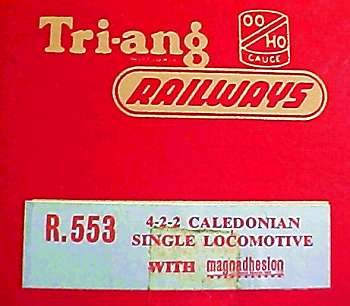 Tri-ang
OO
HO
GAUGE
RAILWAYS
R.553
4-2-2 CALEDONIAN
SINGLE LOCOMOTIVE
WITH magnadhesion